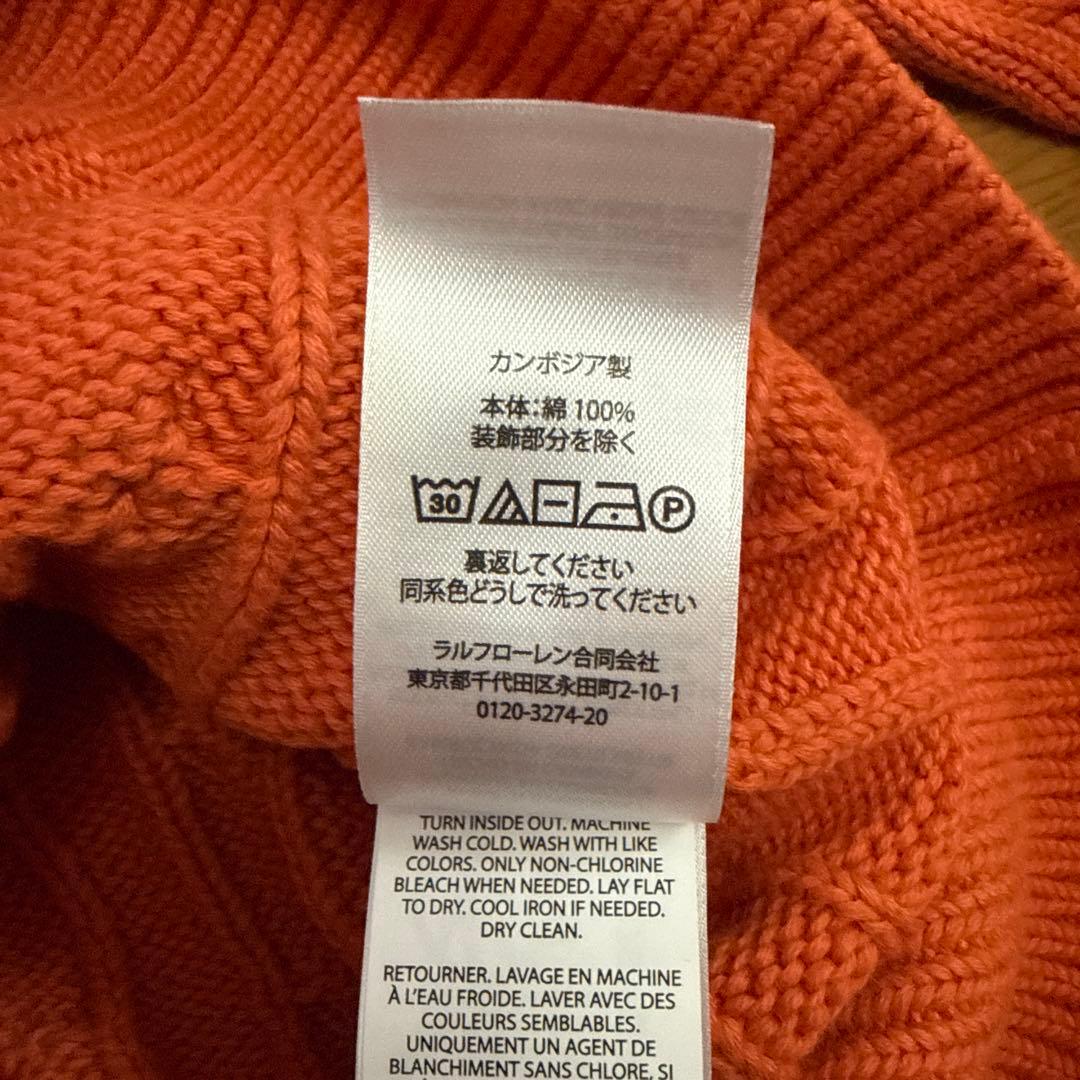 カンボジア製
本体:綿 100%
装飾部分を除く
30 P
裏返してください
同系色どうしで洗ってください
ラルフローレン合同会社
東京都千代田区永田町2-10-1
0120-3274-20
TURN INSIDE OUT. MACHINE
WASH COLD. WASH WITH LIKE
COLORS. ONLY NON-CHLORINE
BLEACH WHEN NEEDED. LAY FLAT
TO DRY. COOL IRON IF NEEDED.
DRY CLEAN.
RETOURNER. LAVAGE EN MACHINE
À L'EAU FROIDE. LAVER AVEC DES
COULEURS SEMBLABLES.
UNIQUEMENT UN AGENT DE
BLANCHIMENT SANS CHLORE, SI